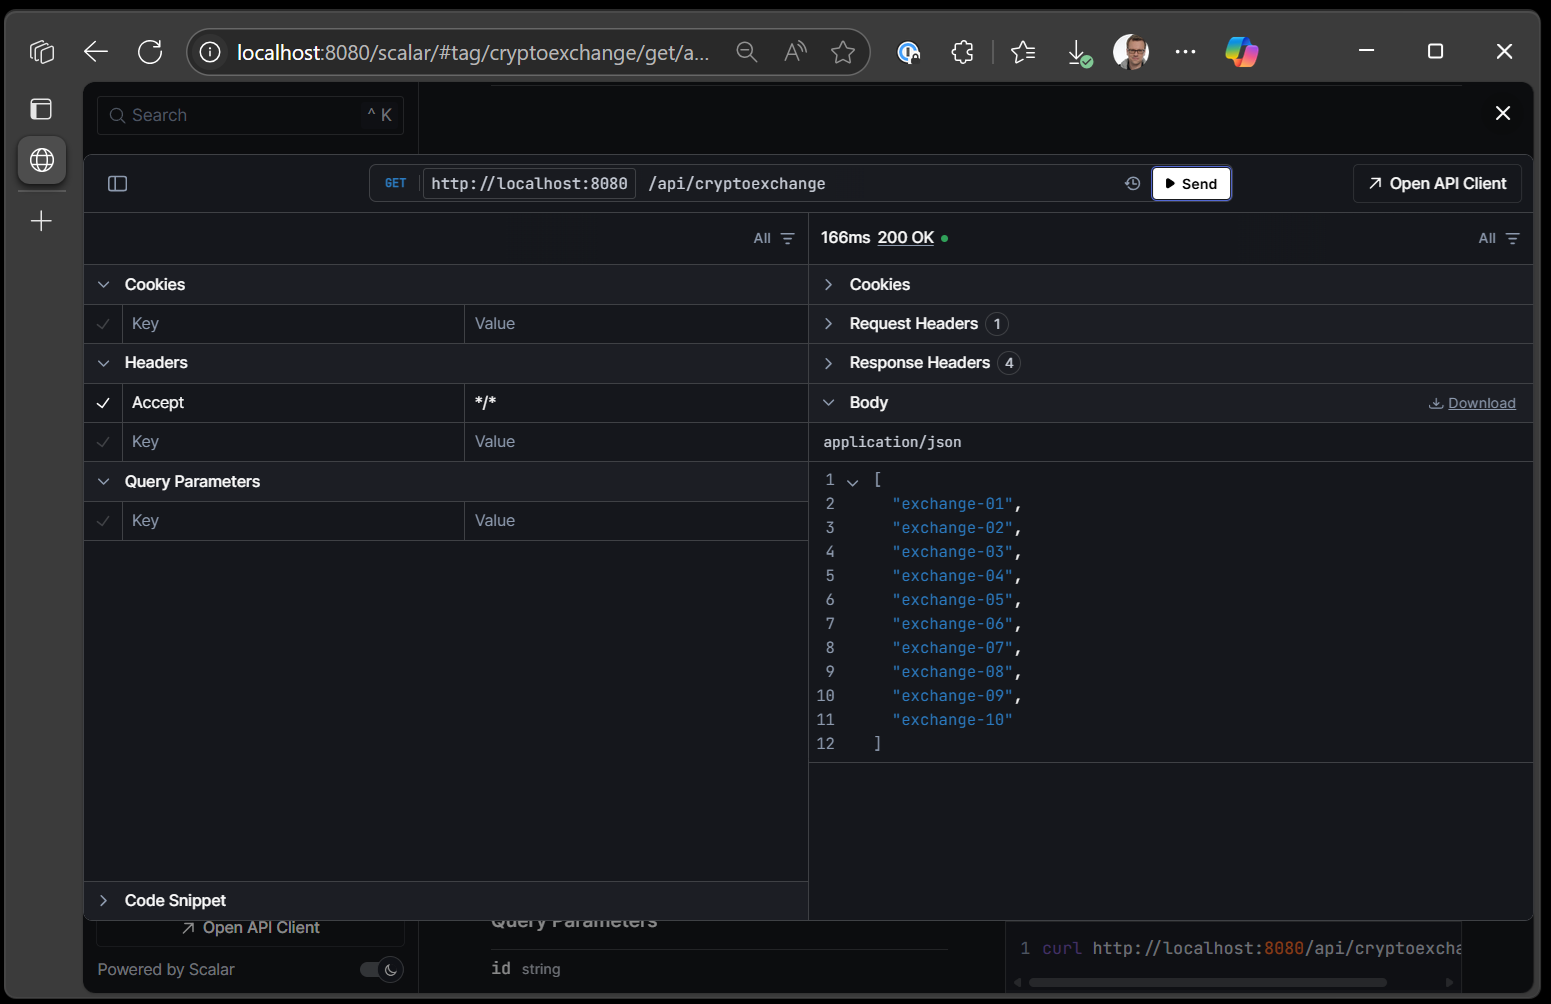 localhost:8080/scalar/#tag/cryptoexchange/get/a...
Search ^ K
GET http://localhost:8080 /api/cryptoexchange Send Open API Client
All
Cookies
Key Value
Headers
Accept */*
Key Value
Query Parameters
Key Value
Code Snippet
166ms 200 OK All
Cookies
Request Headers 1
Response Headers 4
Body Download
application/json
1 [
2 "exchange-01",
3 "exchange-02",
4 "exchange-03",
5 "exchange-04",
6 "exchange-05",
7 "exchange-06",
8 "exchange-07",
9 "exchange-08",
10 "exchange-09",
11 "exchange-10"
12 ]
Open API Client
Powered by Scalar
Query Parameters
id string
1 curl http://localhost:8080/api/cryptoexcha